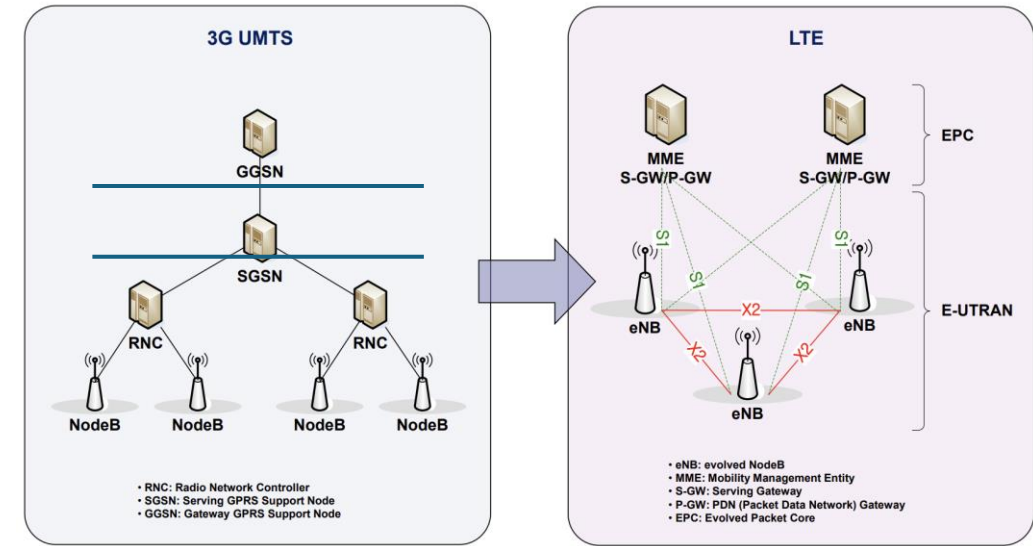 3G UMTS
GGSN
SGSN
RNC
RNC
NodeB
NodeB
NodeB
NodeB
• RNC: Radio Network Controller
• SGSN: Serving GPRS Support Node
• GGSN: Gateway GPRS Support Node
LTE
MME
S-GW/P-GW
MME
S-GW/P-GW
EPC
S1
S1
S1
S1
eNB
X2
eNB
X2
X2
eNB
E-UTRAN
• eNB: evolved NodeB
• MME: Mobility Management Entity
• S-GW: Serving Gateway
• P-GW: PDN (Packet Data Network) Gateway
• EPC: Evolved Packet Core